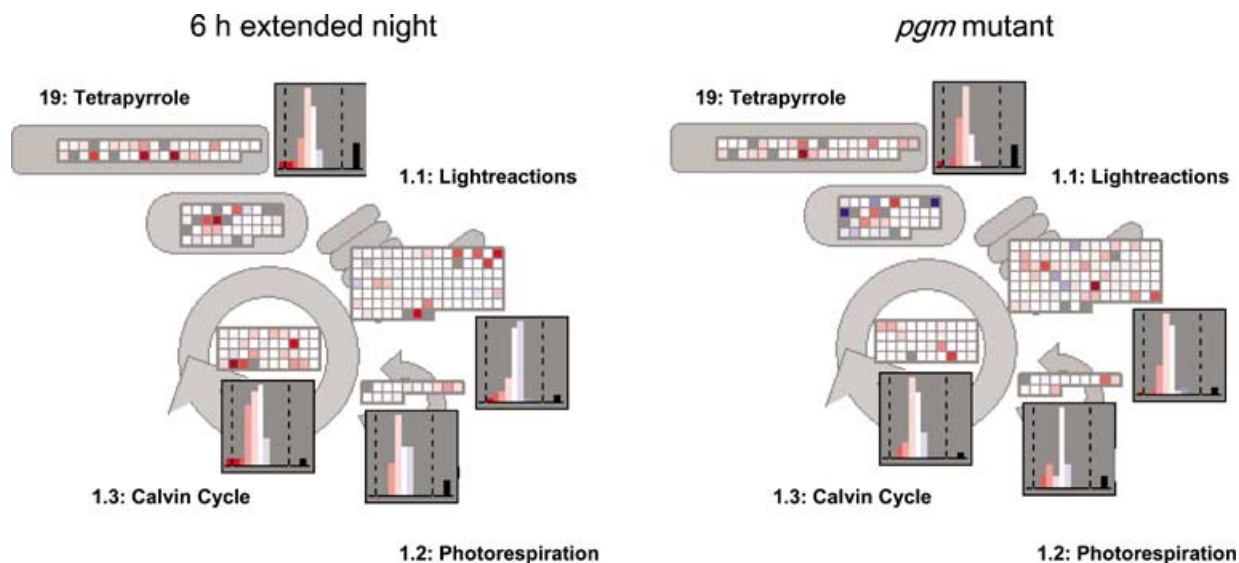 6 h extended night
pgm mutant
19: Tetrapyrrole
1.1: Lightreactions
1.3: Calvin Cycle
1.2: Photorespiration
19: Tetrapyrrole
1.1: Lightreactions
1.3: Calvin Cycle
1.2: Photorespiration